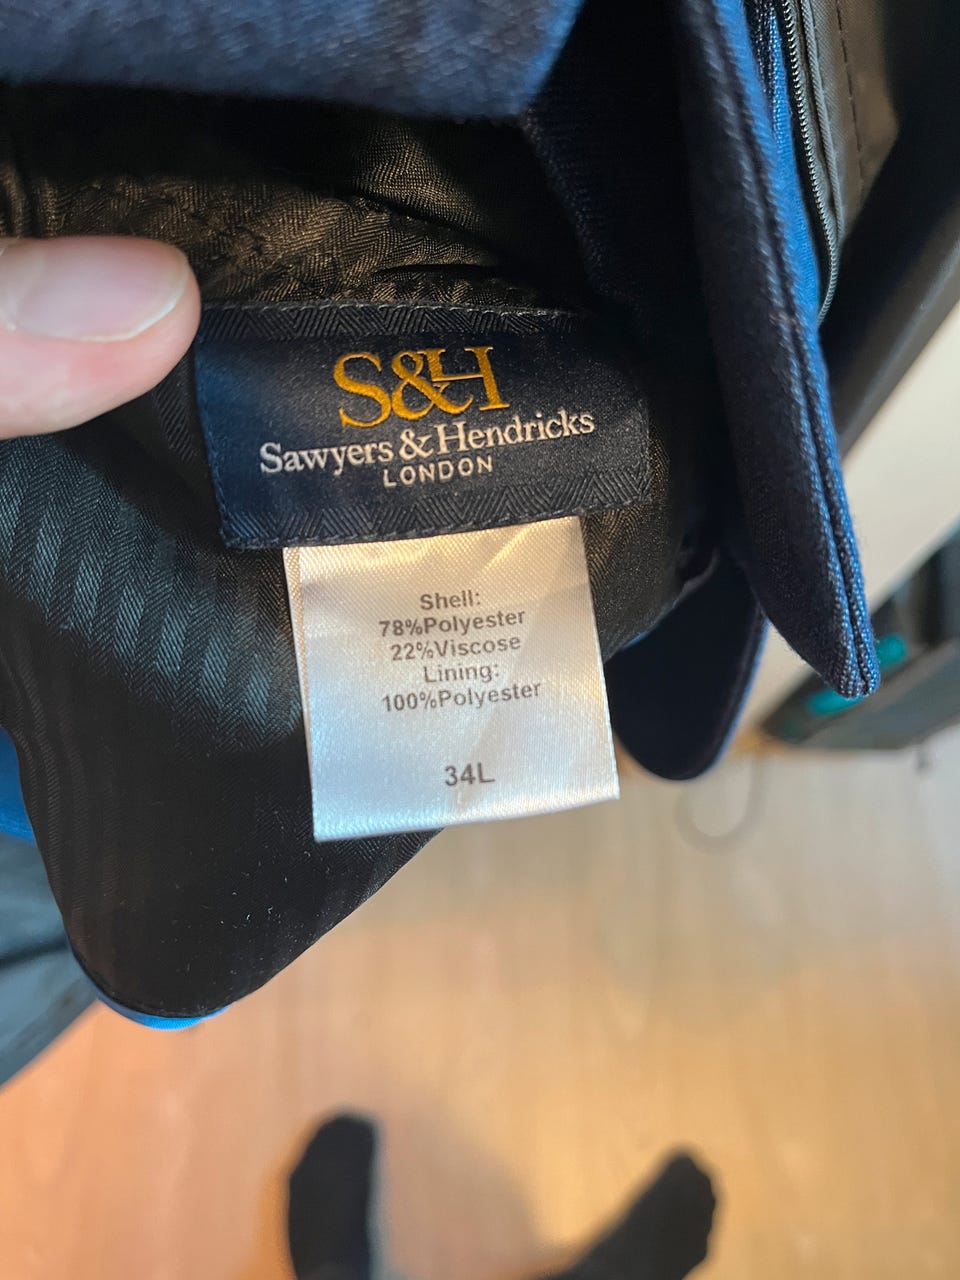 S&H
Sawyers & Hendricks
LONDON
Shell:
78%Polyester
22%Viscose
Lining:
100%Polyester
34L